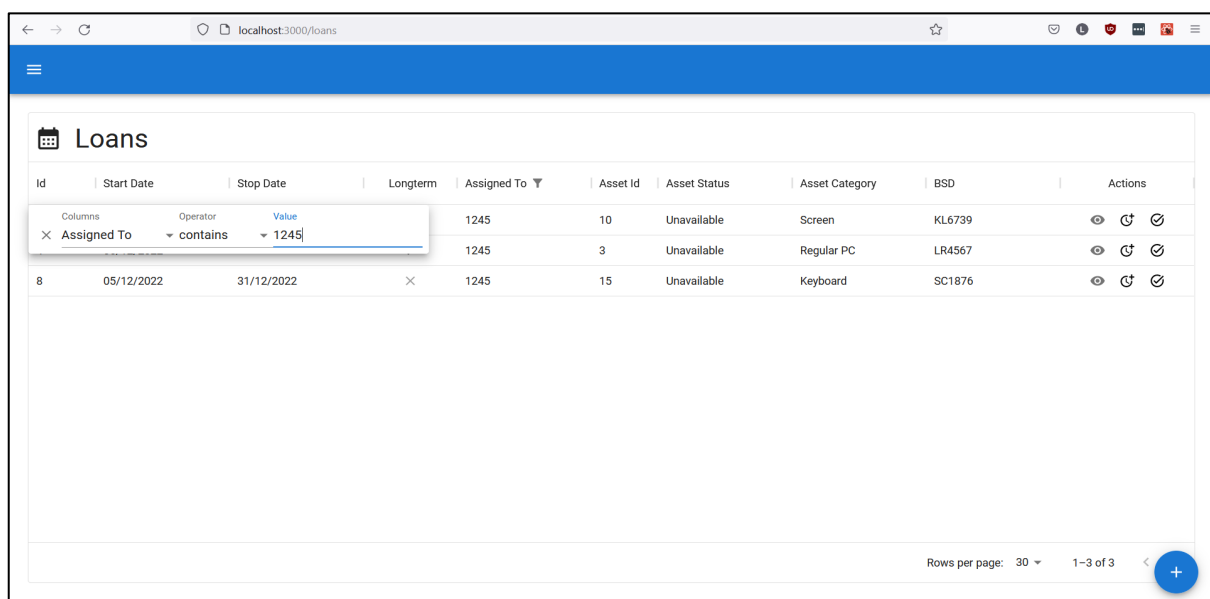 localhost:3000/loans
Loans
Id Start Date Stop Date Longterm Assigned To Asset Id Asset Status Asset Category BSD Actions
Columns Operator Value
Assigned To contains 1245
1245 10 Unavailable Screen KL6739
1245 3 Unavailable Regular PC LR4567
8 05/12/2022 31/12/2022 1245 15 Unavailable Keyboard SC1876
Rows per page: 30 1–3 of 3
+